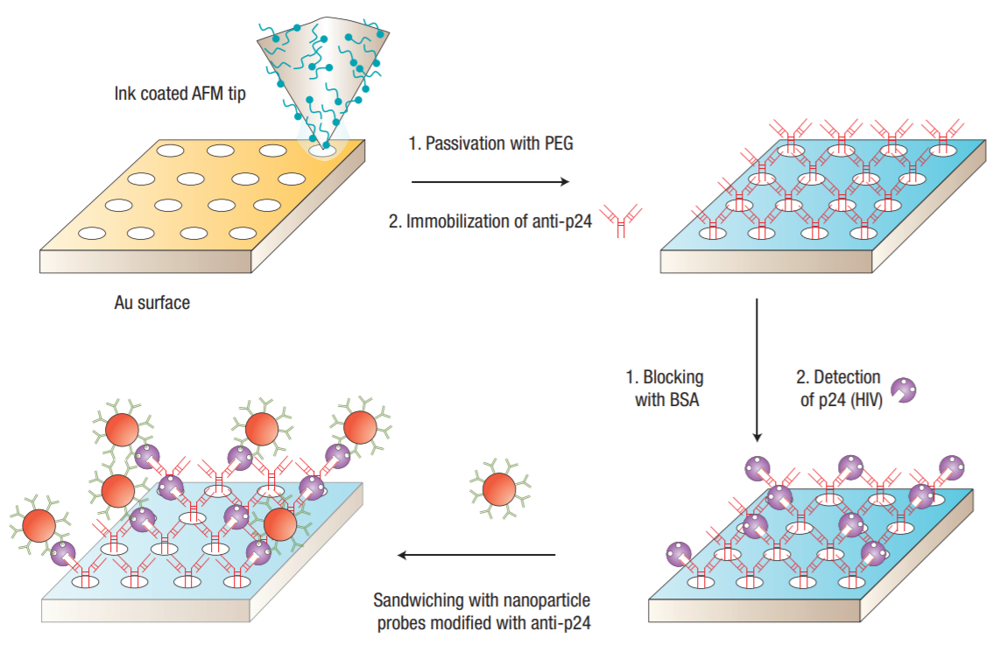 Ink coated AFM tip
1. Passivation with PEG
2. Immobilization of anti-p24
Au surface
1. Blocking
with BSA
2. Detection
of p24 (HIV)
Sandwiching with nanoparticle
probes modified with anti-p24